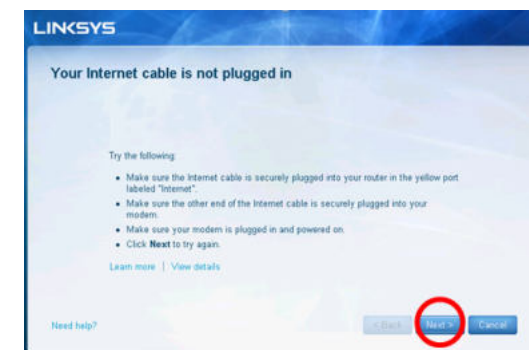 LINKSYS
Your Internet cable is not plugged in
Try the following:
• Make sure the Internet cable is securely plugged into your router in the yellow port
labeled "Internet".
• Make sure the other end of the Internet cable is securely plugged into your
modem.
• Make sure your modem is plugged in and powered on.
• Click Next to try again.
Learn more | View details
Need help? < Back Next > Cancel